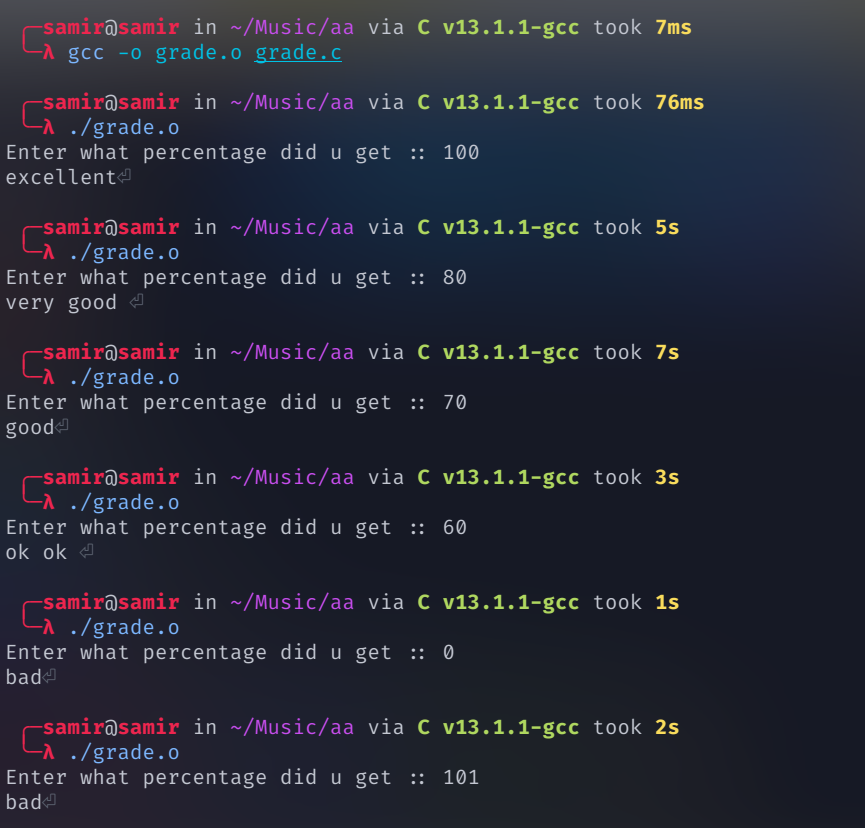 ╭─samir@samir in ~/Music/aa via C v13.1.1-gcc took 7ms
╰─λ gcc -o grade.o grade.c
╭─samir@samir in ~/Music/aa via C v13.1.1-gcc took 76ms
╰─λ ./grade.o
Enter what percentage did u get :: 100
excellent⏎
╭─samir@samir in ~/Music/aa via C v13.1.1-gcc took 5s
╰─λ ./grade.o
Enter what percentage did u get :: 80
very good ⏎
╭─samir@samir in ~/Music/aa via C v13.1.1-gcc took 7s
╰─λ ./grade.o
Enter what percentage did u get :: 70
good⏎
╭─samir@samir in ~/Music/aa via C v13.1.1-gcc took 3s
╰─λ ./grade.o
Enter what percentage did u get :: 60
ok ok ⏎
╭─samir@samir in ~/Music/aa via C v13.1.1-gcc took 1s
╰─λ ./grade.o
Enter what percentage did u get :: 0
bad⏎
╭─samir@samir in ~/Music/aa via C v13.1.1-gcc took 2s
╰─λ ./grade.o
Enter what percentage did u get :: 101
bad⏎